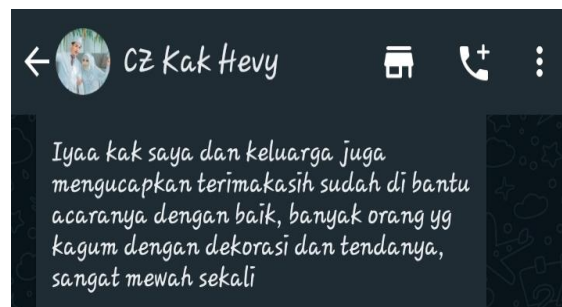 CZ Kak Hevy
Iyaa kak saya dan keluarga juga
mengucapkan terimakasih sudah di bantu
acaranya dengan baik, banyak orang yg
kagum dengan dekorasi dan tendanya,
sangat mewah sekali